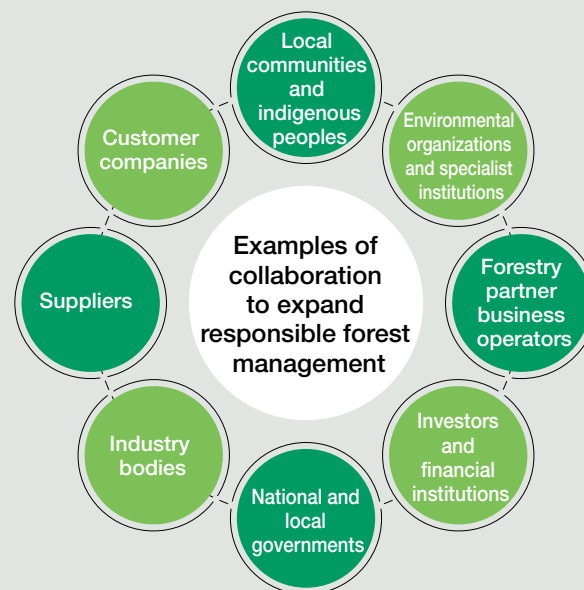 Local
communities
and
indigenous
peoples
Environmental
organizations
and specialist
institutions
Forestry
partner
business
operators
Investors
and
financial
institutions
National and
local
governments
Industry
bodies
Suppliers
Customer
companies
Examples of
collaboration
to expand
responsible forest
management